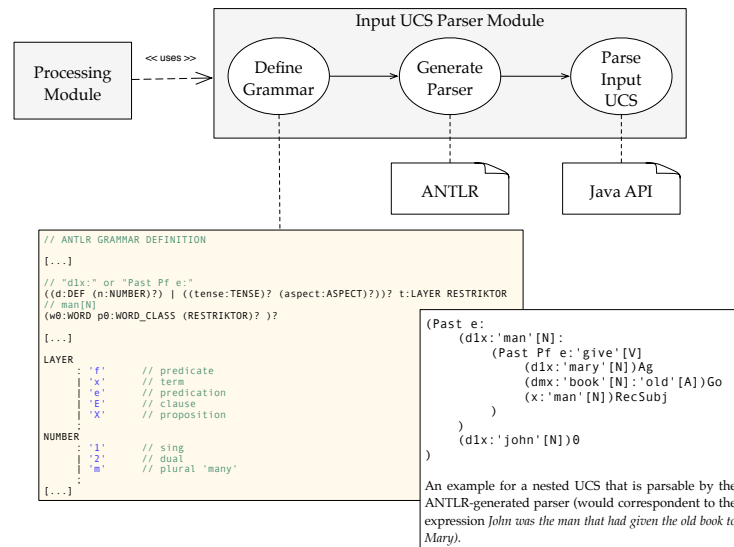 Input UCS Parser Module
Processing
Module
<< uses >>
Define
Grammar
Generate
Parser
Parse
Input
UCS
ANTLR
Java API
// ANTLR GRAMMAR DEFINITION
[...]
// "d1x:" or "Past Pf e:"
((d:DEF (n:NUMBER)?) | ((tense:TENSE)? (aspect:ASPECT)?))? t:LAYER RESTRIKTOR
// man[N]
(w0:WORD p0:WORD_CLASS (RESTRIKTOR)? )?
[...]
LAYER
: 'f' // predicate
| 'x' // term
| 'e' // predication
| 'E' // clause
| 'X' // proposition
;
NUMBER
: '1' // sing
| '2' // dual
| 'm' // plural 'many'
;
[...]
(Past e:
(d1x:'man'[N]:
(Past Pf e:'give'[V]
(d1x:'mary'[N])Ag
(dmx:'book'[N]:'old'[A])Go
(x:'man'[N])RecSubj
)
)
(d1x:'john'[N])0
)
An example for a nested UCS that is parsable by the
ANTLR-generated parser (would correspond to the
expression John was the man that had given the old book to
Mary).